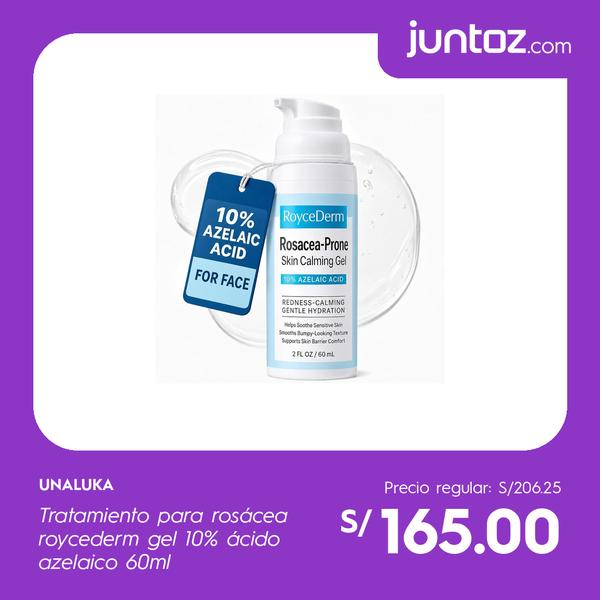 juntoz.com
10%
AZELAIC
ACID
FOR FACE
RoyceDerm
Rosacea-Prone
Skin Calming Gel
10% AZELAIC ACID
REDNESS-CALMING
GENTLE HYDRATION
Helps Soothe Sensitive Skin
Smooths Bumpy-Looking Texture
Supports Skin Barrier Comfort
2 FL OZ / 60 mL
UNALUKA
Tratamiento para rosácea
roycederm gel 10% ácido
azelaico 60ml
Precio regular: S/206.25
S/165.00